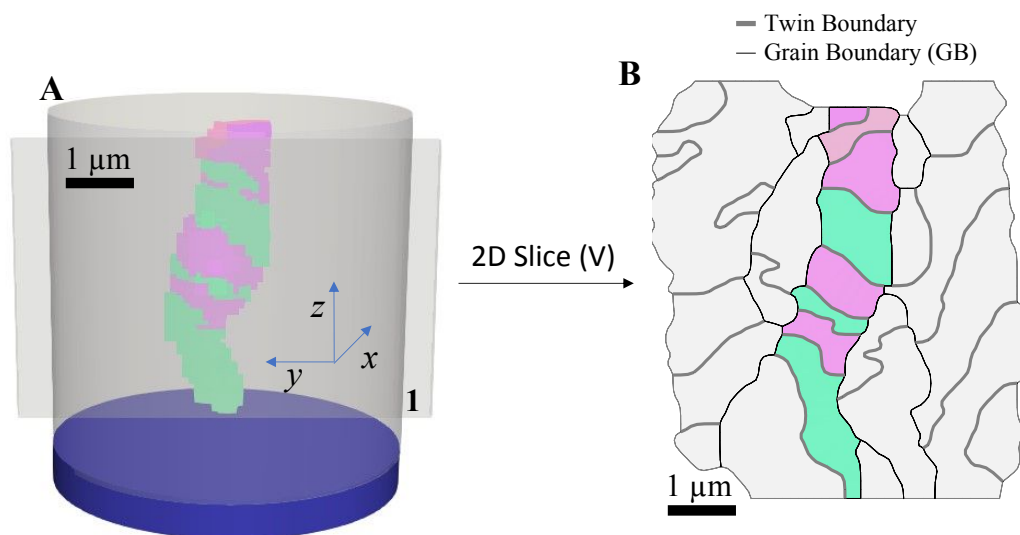 A
1 µm
z
y
x
1
2D Slice (V)
Twin Boundary
Grain Boundary (GB)
B
1 µm